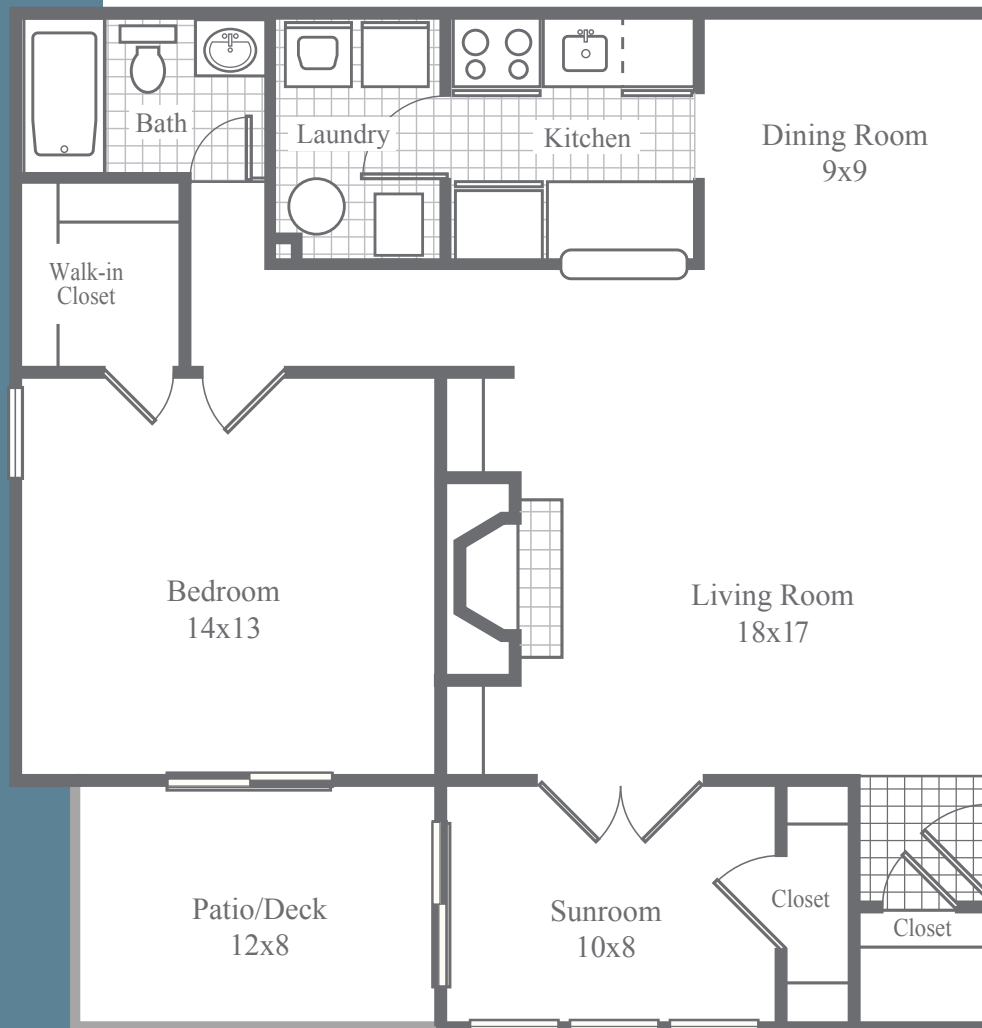 Bath
Laundry
Kitchen
Dining Room
9x9
Walk-in
Closet
Bedroom
14x13
Living Room
18x17
Patio/Deck
12x8
Sunroom
10x8
Closet
Closet